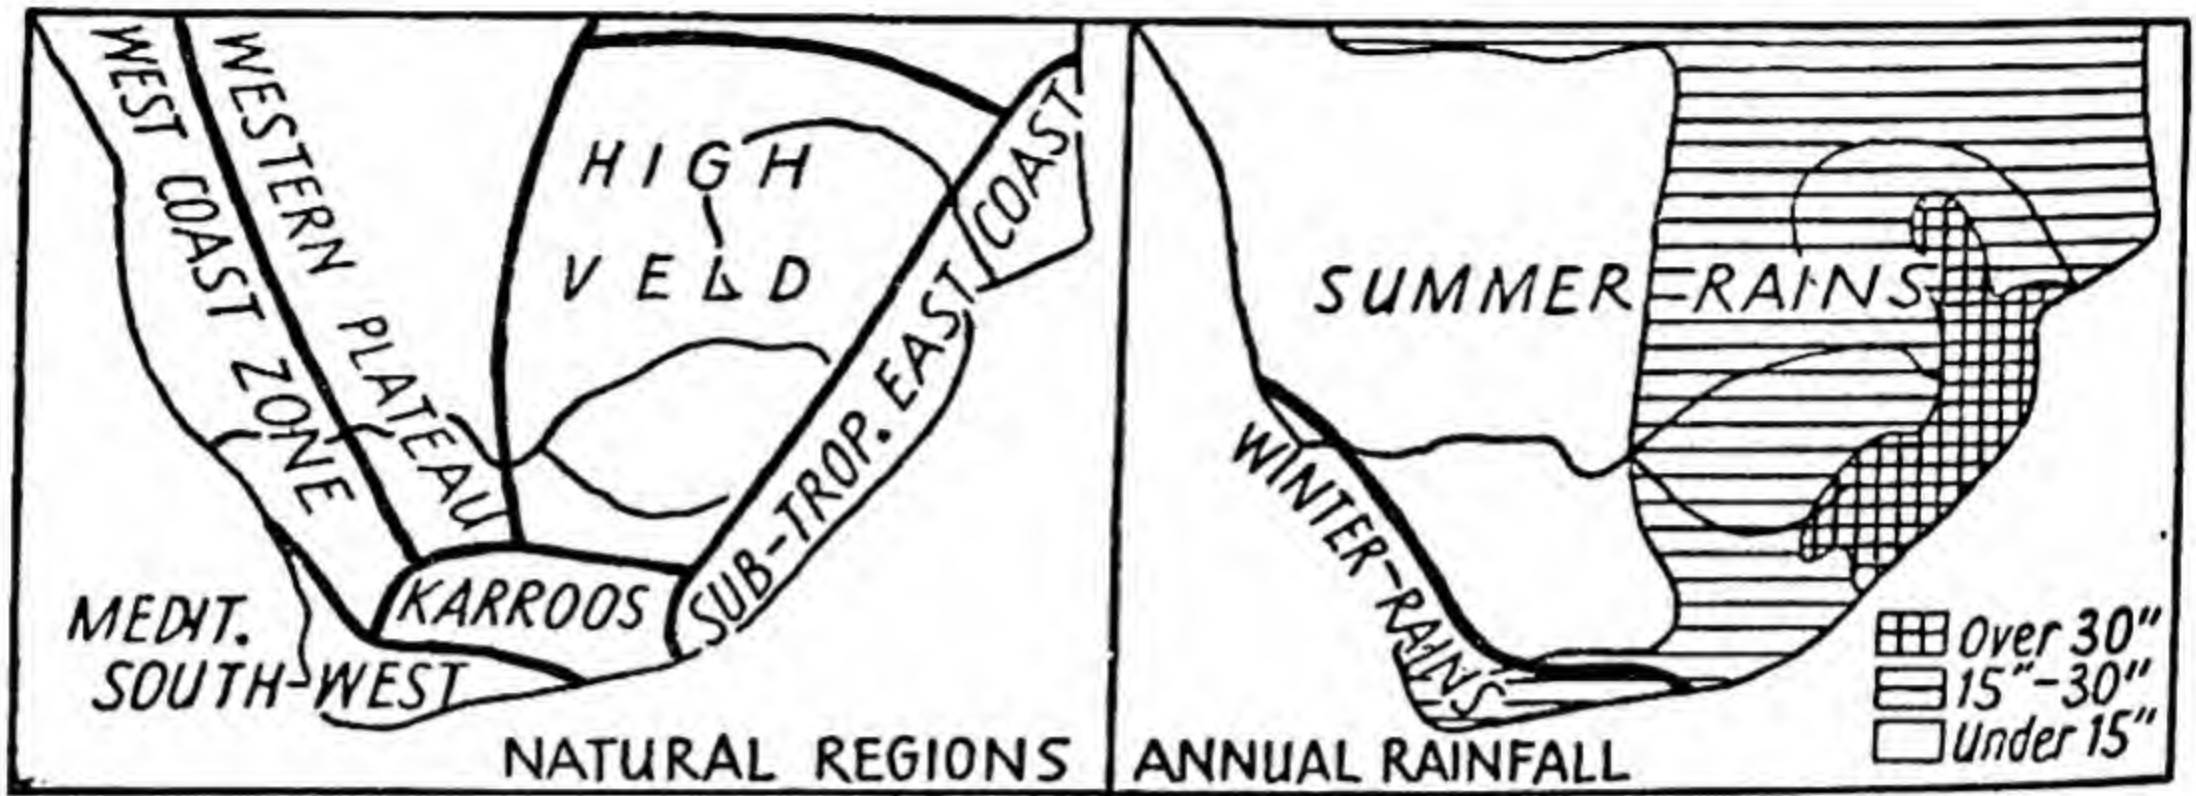 WEST COAST ZONE
WESTERN PLATEAU
HIGH
VELD
SUB-TROP. EAST COAST
KARROOS
MEDIT.
SOUTH-WEST
NATURAL REGIONS
SUMMER-RAINS
WINTER-RAINS
Over 30"
15"-30"
Under 15"
ANNUAL RAINFALL